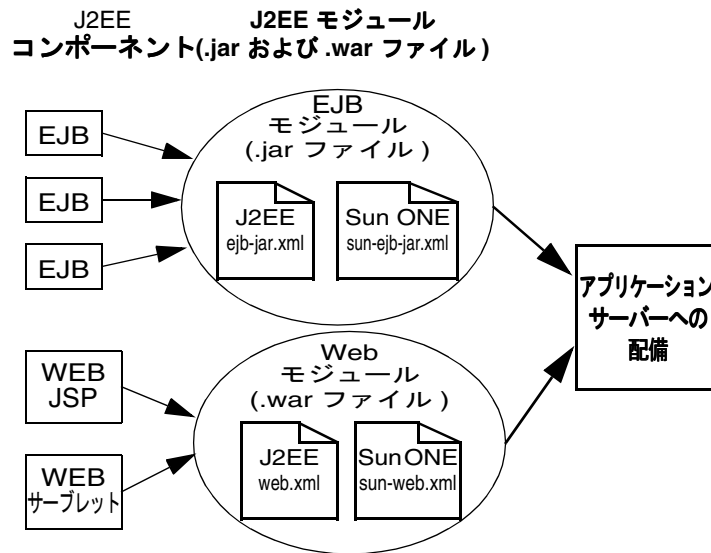 J2EE
コンポーネント
J2EE モジュール
(.jar および .war ファイル )
EJB
EJB
EJB
EJB
モジュール
(.jar ファイル )
J2EE
ejb-jar.xml
Sun ONE
sun-ejb-jar.xml
アプリケーション
サーバーへの
配備
WEB
JSP
WEB
サーブレット
Web
モジュール
(.war ファイル )
J2EE
web.xml
Sun ONE
sun-web.xml